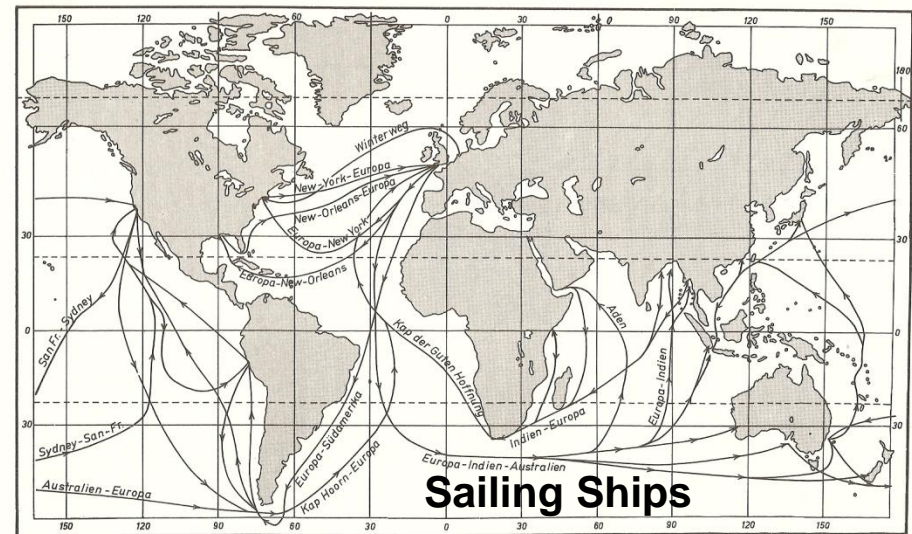 150 120 90 60 30 0 30 60 90 120 150
180
60 60
30 30
0 0
30 30
Winterweg
New-York-Europa
New-Orleans-Europa
Europa-New York
Europa-New-Orleans
San Fr.-Sydney
Sydney-San-Fr.
Australien-Europa
Europa-Südamerika
Kap Hoorn-Europa
Kap der Guten Hoffnung
Aden
Indien-Europa
Europa-Indien
Europa-Indien-Australien
Sailing Ships
150 120 90 60 30 0 30 60 90 120 150